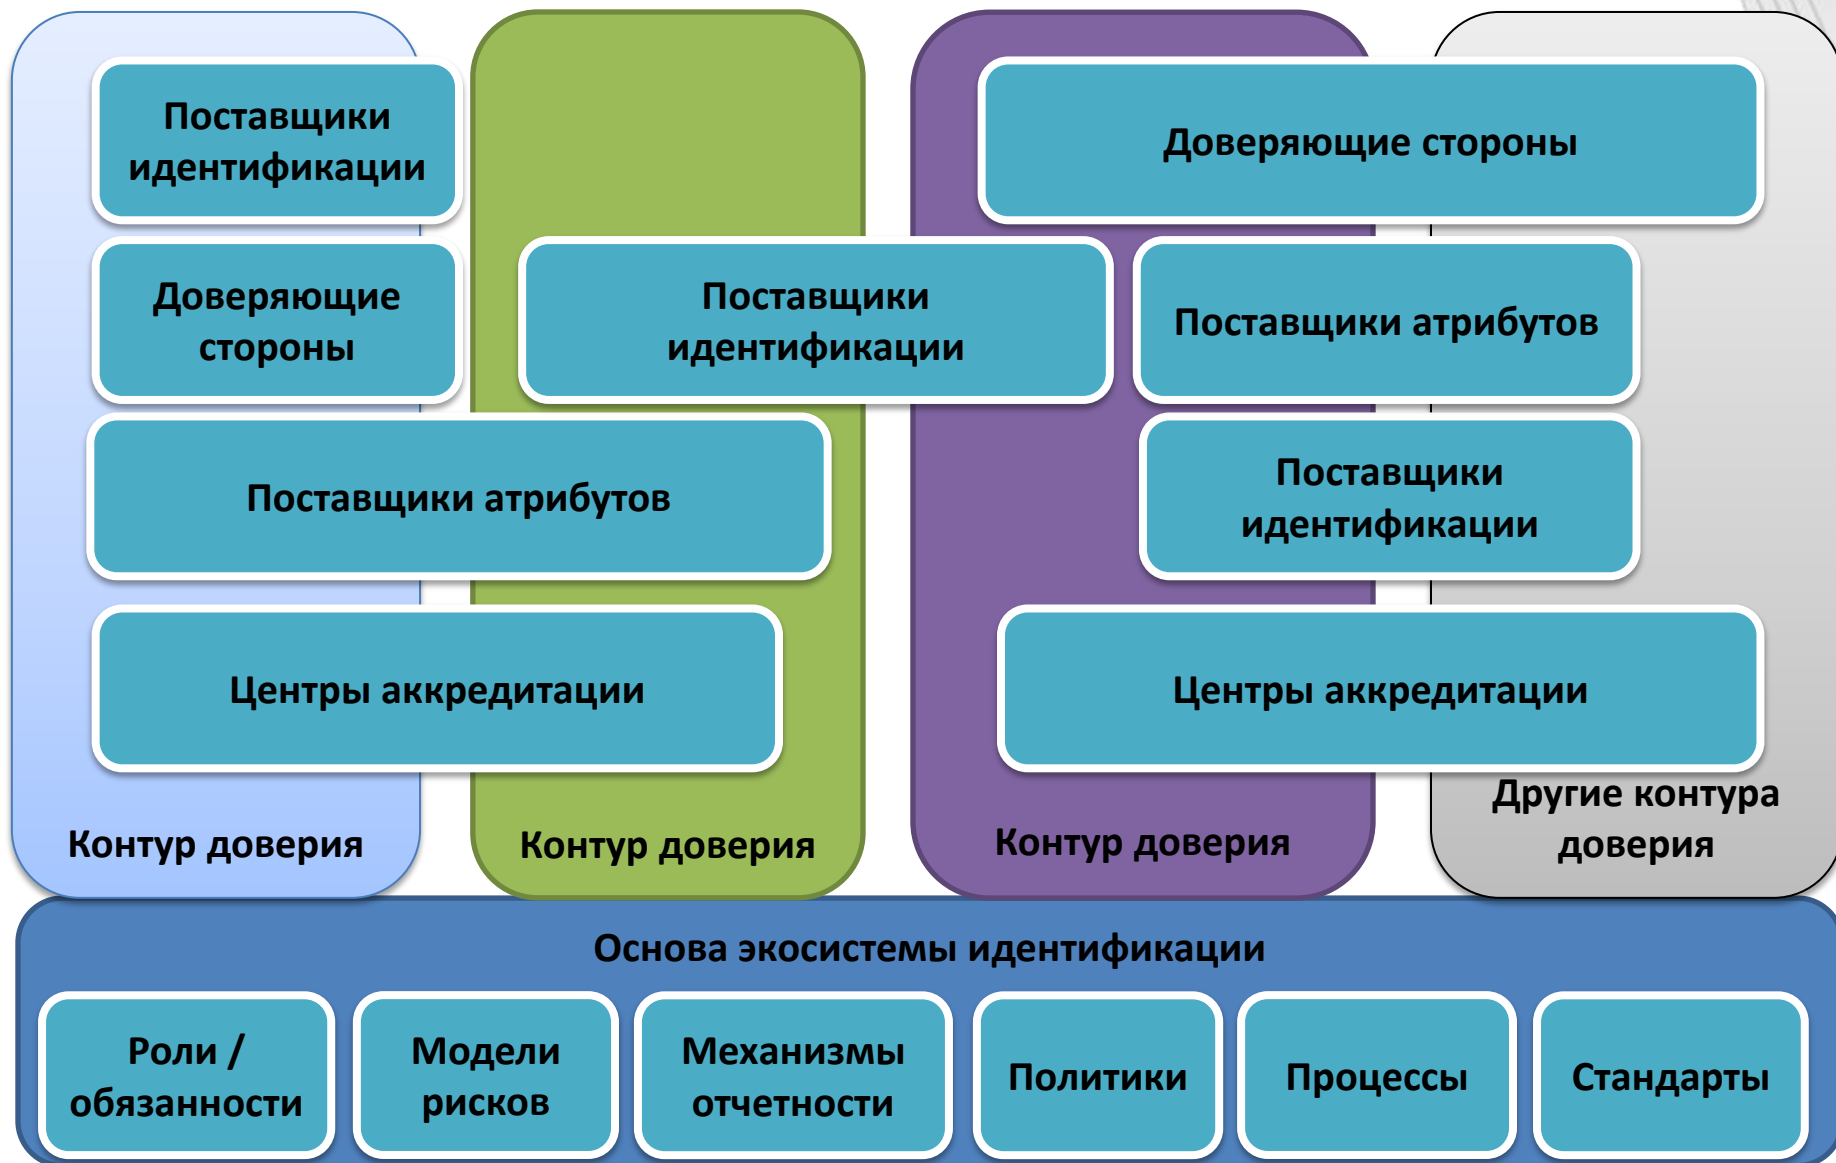 Поставщики
идентификации
Доверяющие стороны
Доверяющие
стороны
Поставщики
идентификации
Поставщики атрибутов
Поставщики атрибутов
Поставщики
идентификации
Центры аккредитации
Центры аккредитации
Контур доверия
Контур доверия
Контур доверия
Другие контура
доверия
Основа экосистемы идентификации
Роли /
обязанности
Модели
рисков
Механизмы
отчетности
Политики
Процессы
Стандарты